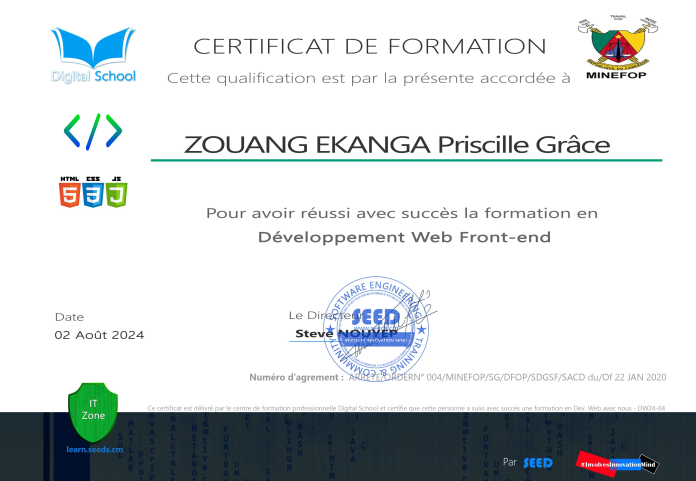 Digital School
CERTIFICAT DE FORMATION
Cette qualification est par la présente accordée à
TRAVAIL
MINEFOP
ZOUANG EKANGA Priscille Grâce
HTML CSS JS
Pour avoir réussi avec succès la formation en
Développement Web Front-end
Date
02 Août 2024
Le Directeur
Steve NOUYEP
SOFTWARE ENGINEERING
SEED
INVOLVES INNOVATION MIND
TRAINING & COMMUNITY
Numéro d'agrement : ARRETE/ORDERN° 004/MINEFOP/SG/DFOP/SDGSF/SACD du/Of 22 JAN 2020
Ce certificat est délivré par le centre de formation professionnelle Digital School et certifie que cette personne a suivi avec succès une formation en Dev. Web avec nous - DW24-04
IT
Zone
learn.seeds.cm
Par SEED
#InvolvesInnovationMind